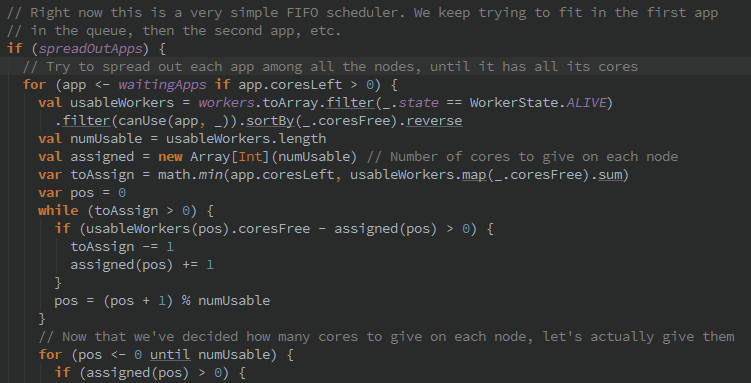 // Right now this is a very simple FIFO scheduler. We keep trying to fit in the first app
// in the queue, then the second app, etc.
if (spreadOutApps) {
  // Try to spread out each app among all the nodes, until it has all its cores
  for (app <- waitingApps if app.coresLeft > 0) {
    val usableWorkers = workers.toArray.filter(_.state == WorkerState.ALIVE)
      .filter(canUse(app, _)).sortBy(_.coresFree).reverse
    val numUsable = usableWorkers.length
    val assigned = new Array[Int](numUsable) // Number of cores to give on each node
    var toAssign = math.min(app.coresLeft, usableWorkers.map(_.coresFree).sum)
    var pos = 0
    while (toAssign > 0) {
      if (usableWorkers(pos).coresFree - assigned(pos) > 0) {
        toAssign -= 1
        assigned(pos) += 1
      }
      pos = (pos + 1) % numUsable
    }
    // Now that we've decided how many cores to give on each node, let's actually give them
    for (pos <- 0 until numUsable) {
      if (assigned(pos) > 0) {